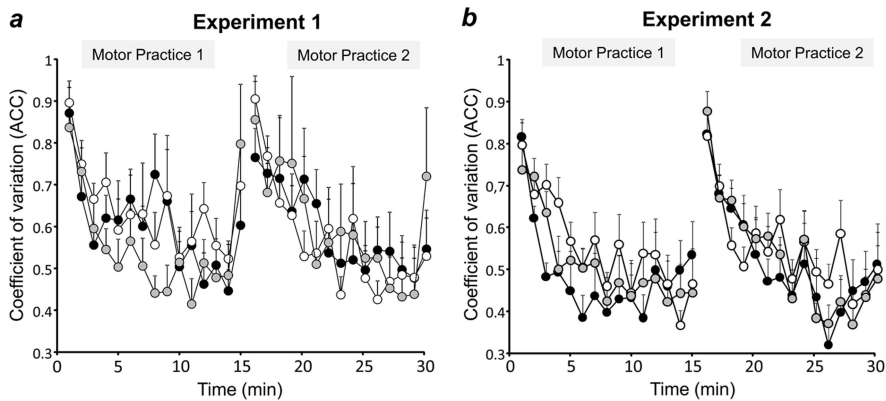 a
Experiment 1
Motor Practice 1
Motor Practice 2
Coefficient of variation (ACC)
1
0.9
0.8
0.7
0.6
0.5
0.4
0.3
0
5
10
15
20
25
30
Time (min)
b
Experiment 2
Motor Practice 1
Motor Practice 2
Coefficient of variation (ACC)
1
0.9
0.8
0.7
0.6
0.5
0.4
0.3
0
5
10
15
20
25
30
Time (min)